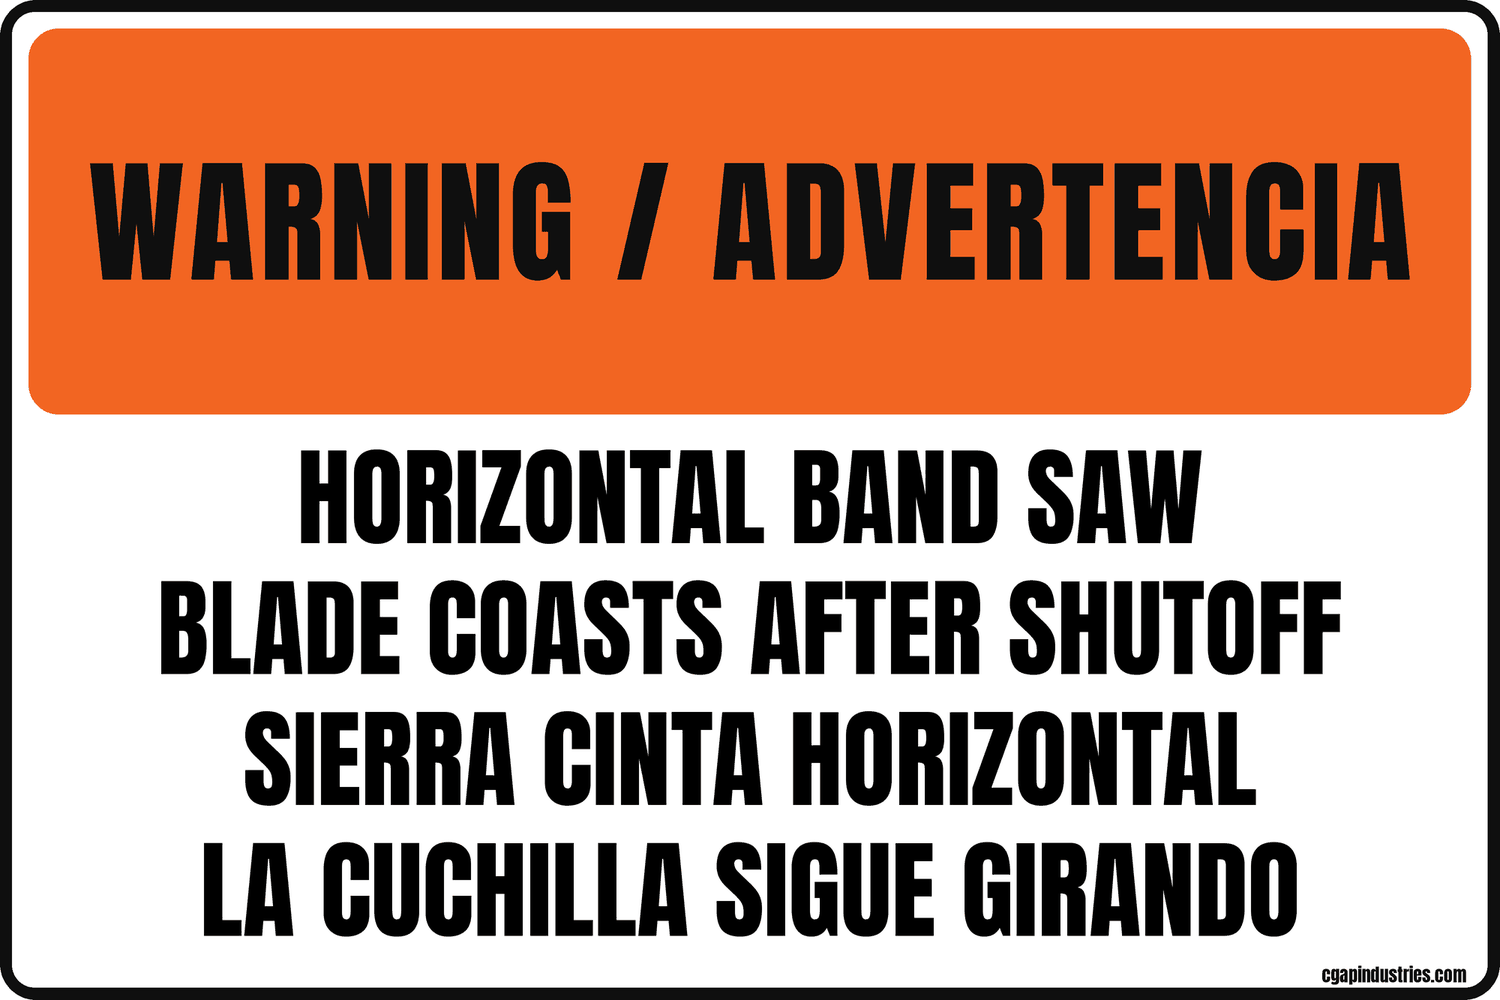 WARNING / ADVERTENCIA
HORIZONTAL BAND SAW
BLADE COASTS AFTER SHUTOFF
SIERRA CINTA HORIZONTAL
LA CUCHILLA SIGUE GIRANDO
cgapindustries.com